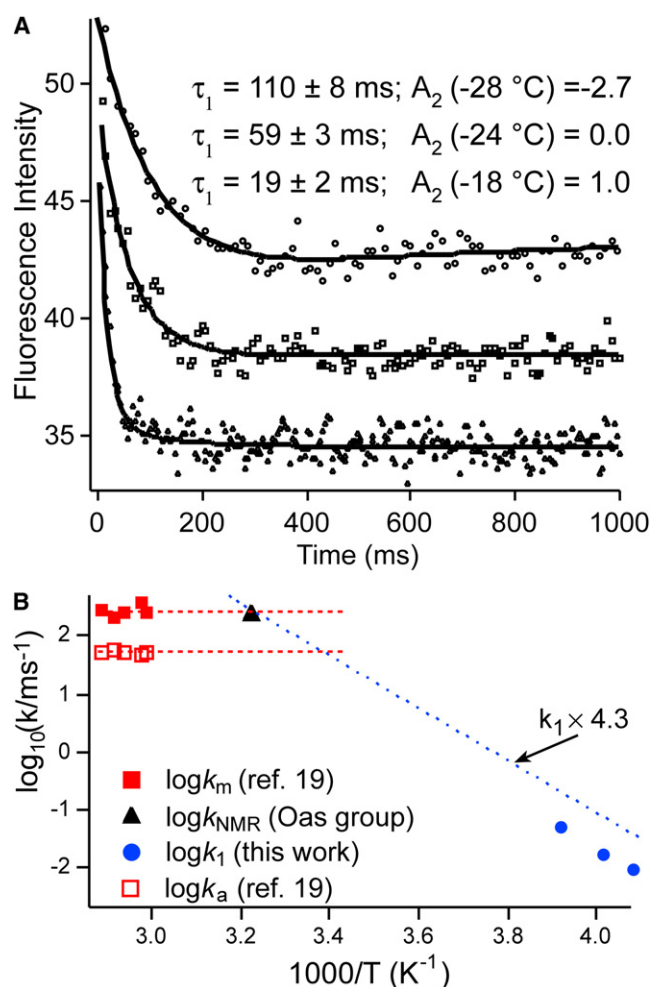 A
Fluorescence Intensity
50
45
40
35
τ₁ = 110 ± 8 ms; A₂ (-28 °C) =-2.7
τ₁ = 59 ± 3 ms; A₂ (-24 °C) = 0.0
τ₁ = 19 ± 2 ms; A₂ (-18 °C) = 1.0
0 200 400 600 800 1000
Time (ms)
B
log₁₀(k/ms⁻¹)
2
1
0
-1
-2
k₁ × 4.3
logkₘ (ref. 19)
logk_NMR (Oas group)
logk₁ (this work)
logkₐ (ref. 19)
3.0 3.2 3.4 3.6 3.8 4.0
1000/T (K⁻¹)